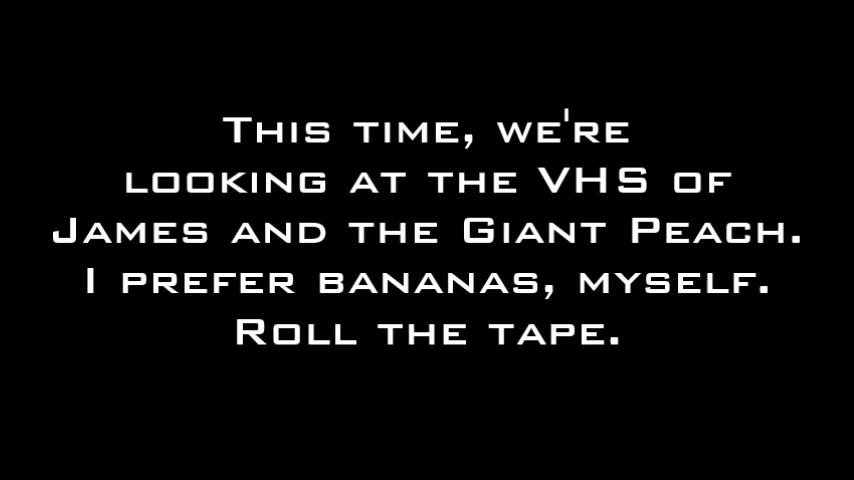 This time, we're
looking at the VHS of
James and the Giant Peach.
I prefer bananas, myself.
Roll the tape.